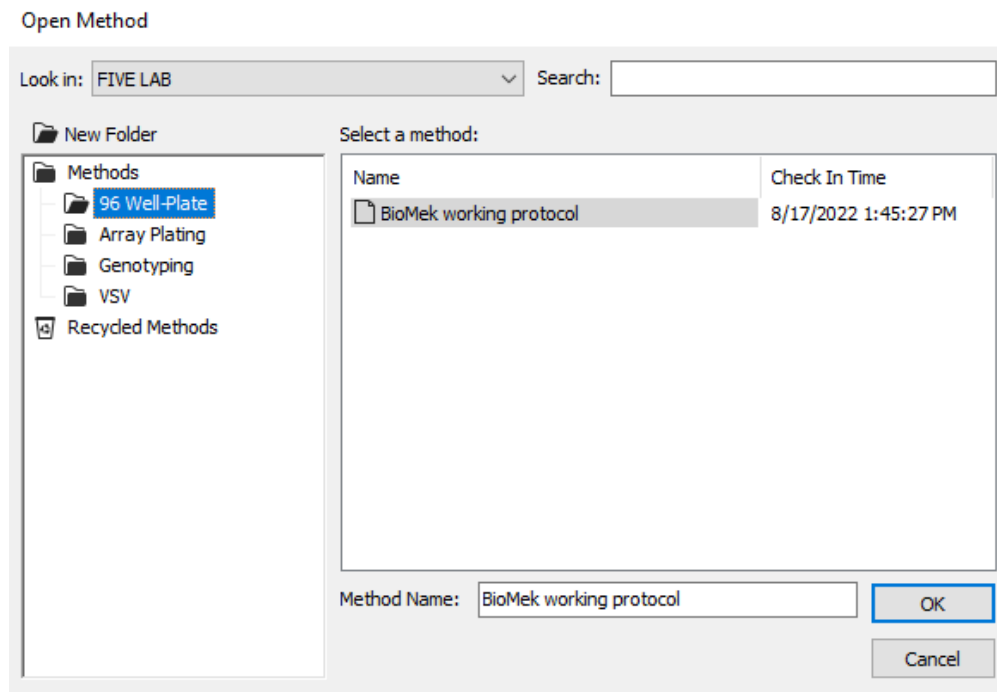 Open Method
Look in: FIVE LAB Search:
New Folder
Methods
96 Well-Plate
Array Plating
Genotyping
VSV
Recycled Methods
Select a method:
Name Check In Time
BioMek working protocol 8/17/2022 1:45:27 PM
Method Name: BioMek working protocol
OK
Cancel